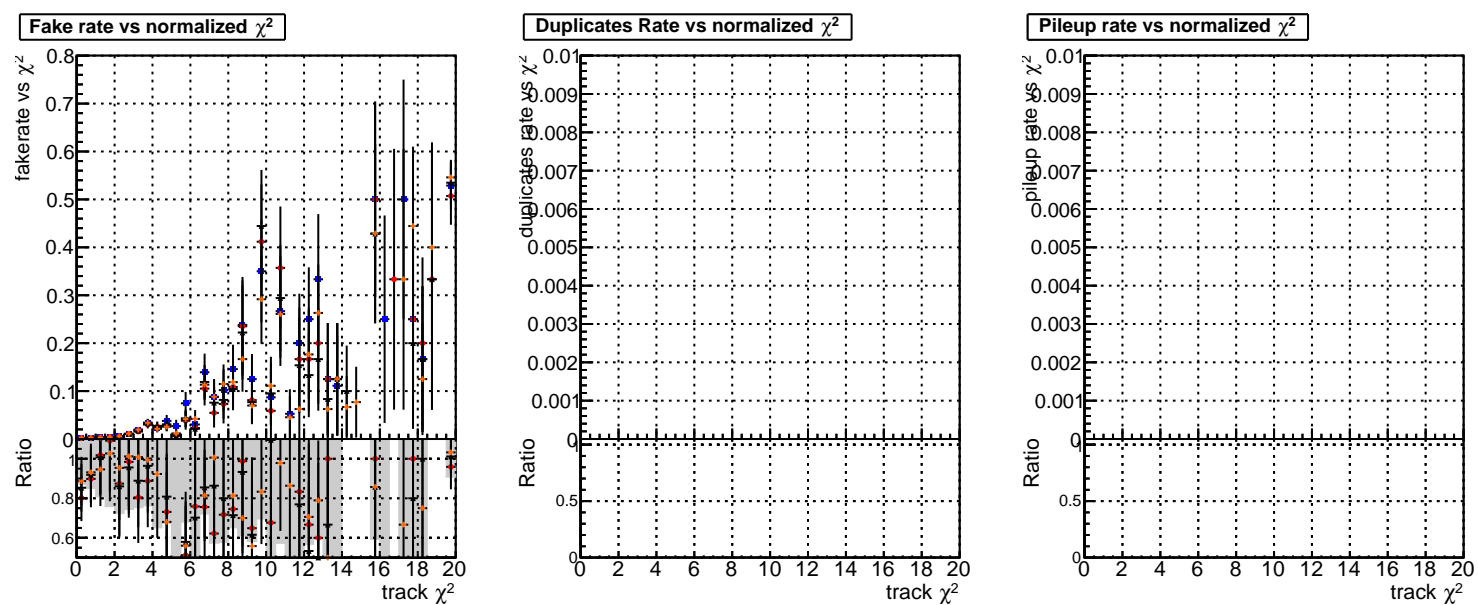 Fake rate vs normalized χ²
fakerate vs χ²
0.8
0.7
0.6
0.5
0.4
0.3
0.2
0.1
0
Ratio
1
0.8
0.6
0 2 4 6 8 10 12 14 16 18 20
track χ²
Duplicates Rate vs normalized χ²
duplicates rate vs χ²
0.01
0.009
0.008
0.007
0.006
0.005
0.004
0.003
0.002
0.001
0
Ratio
1
0.5
0
0 2 4 6 8 10 12 14 16 18 20
track χ²
Pileup rate vs normalized χ²
pileup rate vs χ²
0.01
0.009
0.008
0.007
0.006
0.005
0.004
0.003
0.002
0.001
0
Ratio
1
0.5
0
0 2 4 6 8 10 12 14 16 18 20
track χ²